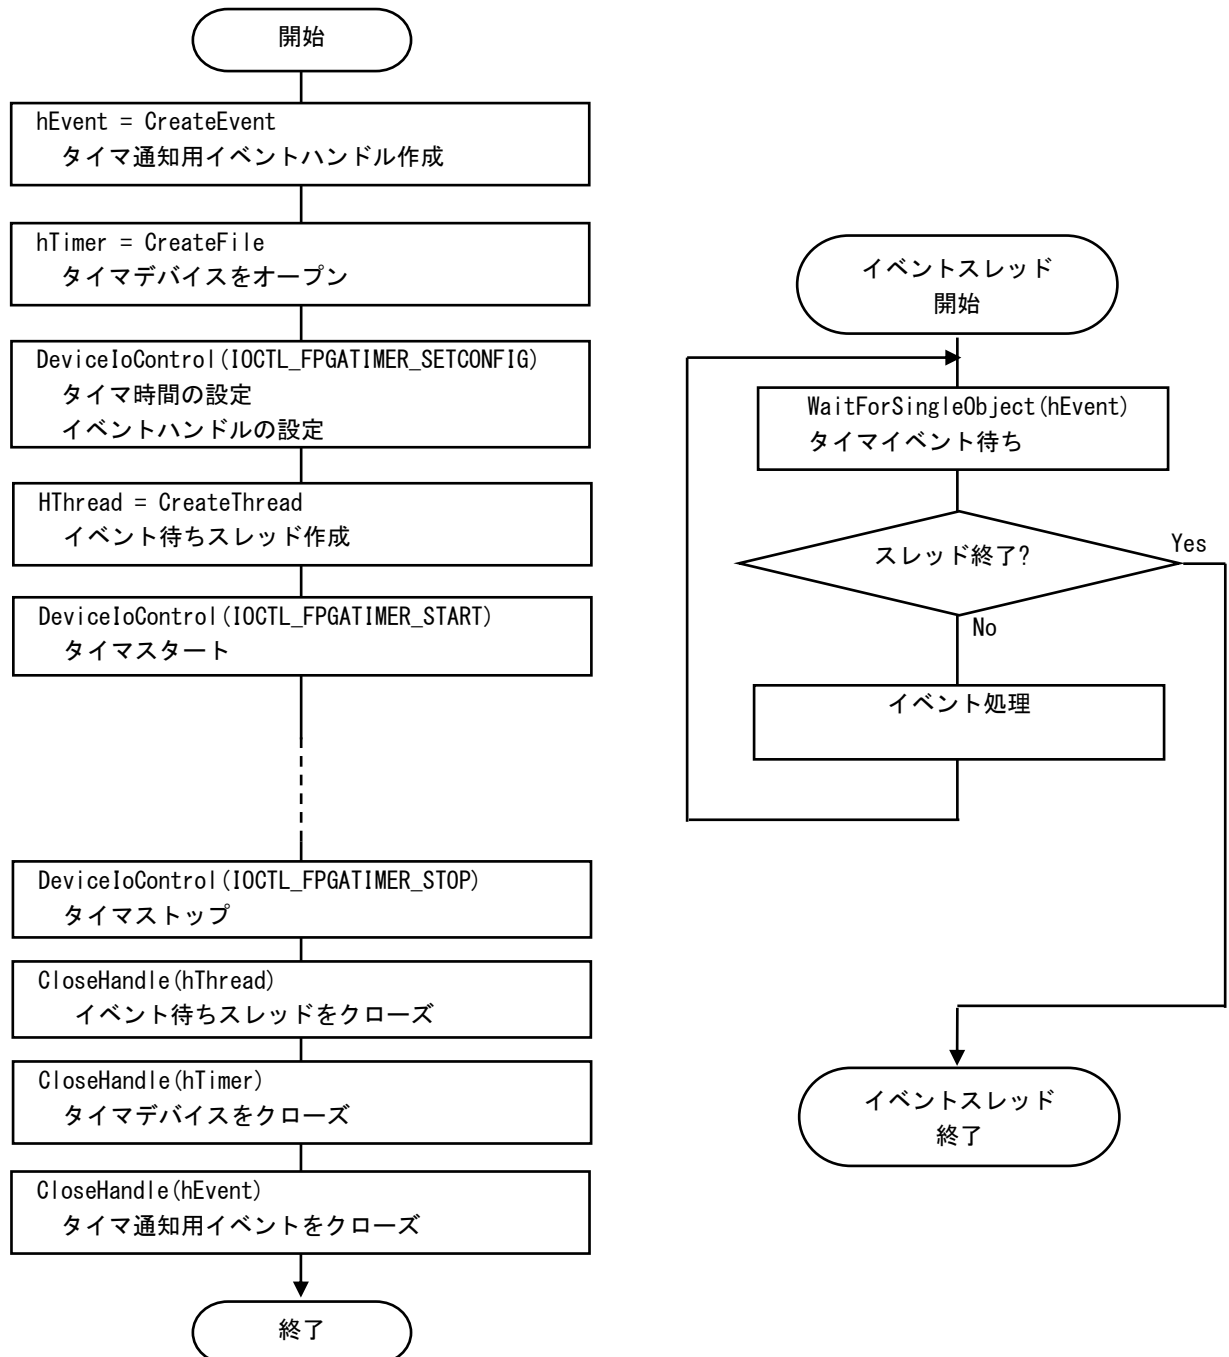 開始
hEvent = CreateEvent
タイマ通知用イベントハンドル作成
hTimer = CreateFile
タイマデバイスをオープン
DeviceIoControl(IOCTL_FPGATIMER_SETCONFIG)
タイマ時間の設定
イベントハンドルの設定
HThread = CreateThread
イベント待ちスレッド作成
DeviceIoControl(IOCTL_FPGATIMER_START)
タイマスタート
DeviceIoControl(IOCTL_FPGATIMER_STOP)
タイマストップ
CloseHandle(hThread)
イベント待ちスレッドをクローズ
CloseHandle(hTimer)
タイマデバイスをクローズ
CloseHandle(hEvent)
タイマ通知用イベントをクローズ
終了
イベントスレッド
開始
WaitForSingleObject(hEvent)
タイマイベント待ち
スレッド終了?
Yes
No
イベント処理
イベントスレッド
終了